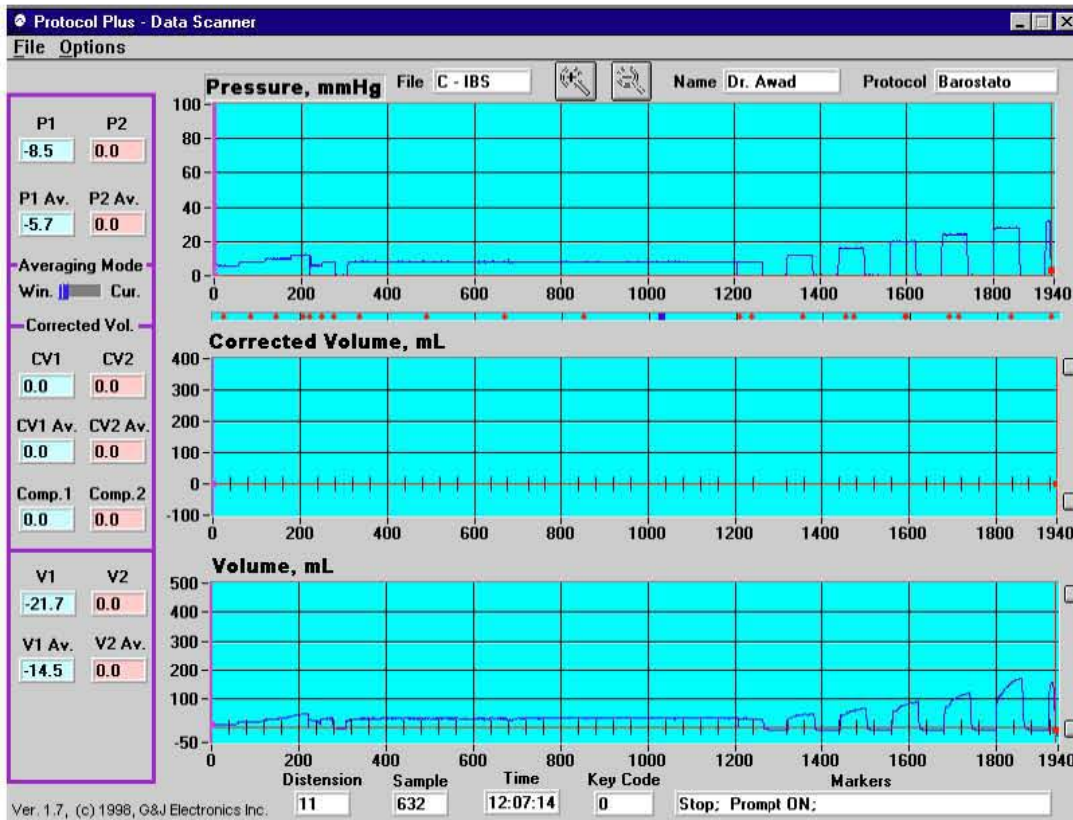 Protocol Plus - Data Scanner
File Options
Pressure, mmHg File C - IBS Name Dr. Awad Protocol Barostato
P1 P2
-8.5 0.0
P1 Av. P2 Av.
-5.7 0.0
Averaging Mode
Win. Cur.
Corrected Vol.
CV1 CV2
0.0 0.0
CV1 Av. CV2 Av.
0.0 0.0
Comp.1 Comp.2
0.0 0.0
V1 V2
-21.7 0.0
V1 Av. V2 Av.
-14.5 0.0
100
80
60
40
20
0
0 200 400 600 800 1000 1200 1400 1600 1800 1940
Corrected Volume, mL
400
300
200
100
0
-100
0 200 400 600 800 1000 1200 1400 1600 1800 1940
Volume, mL
500
400
300
200
100
-50
0 200 400 600 800 1000 1200 1400 1600 1800 1940
Distension Sample Time Key Code Markers
11 632 12:07:14 0 Stop; Prompt ON;
Ver. 1.7, (c) 1998, G&J Electronics Inc.